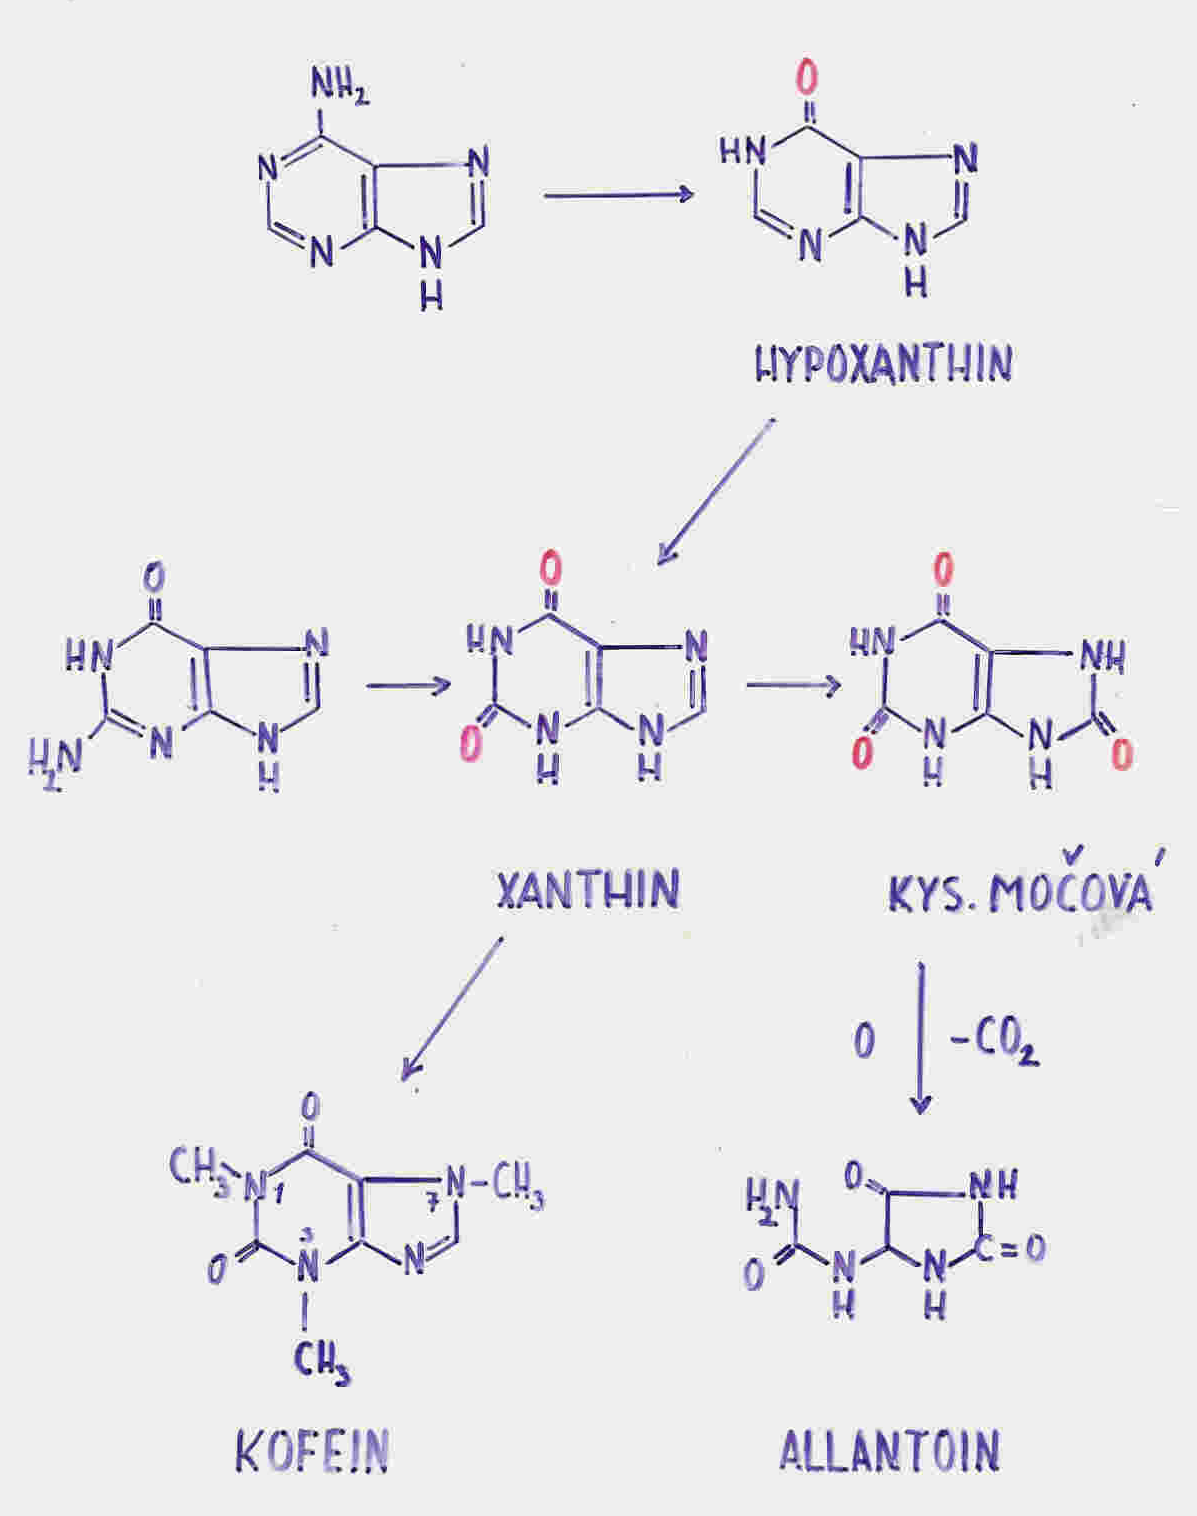 NH2
O
N
N
HN
N
N
N
H
N
N
H
HYPOXANTHIN
O
O
O
HN
N
HN
N
HN
NH
H2N
N
N
H
O
N
H
N
H
O
N
H
N
H
O
XANTHIN
KYS. MOČOVÁ
O
-CO2
O
CH3
N
1
7
N-CH3
O
3
N
N
CH3
H2N
O
NH
O
N
H
N
H
C=O
KOFEIN
ALLANTOIN